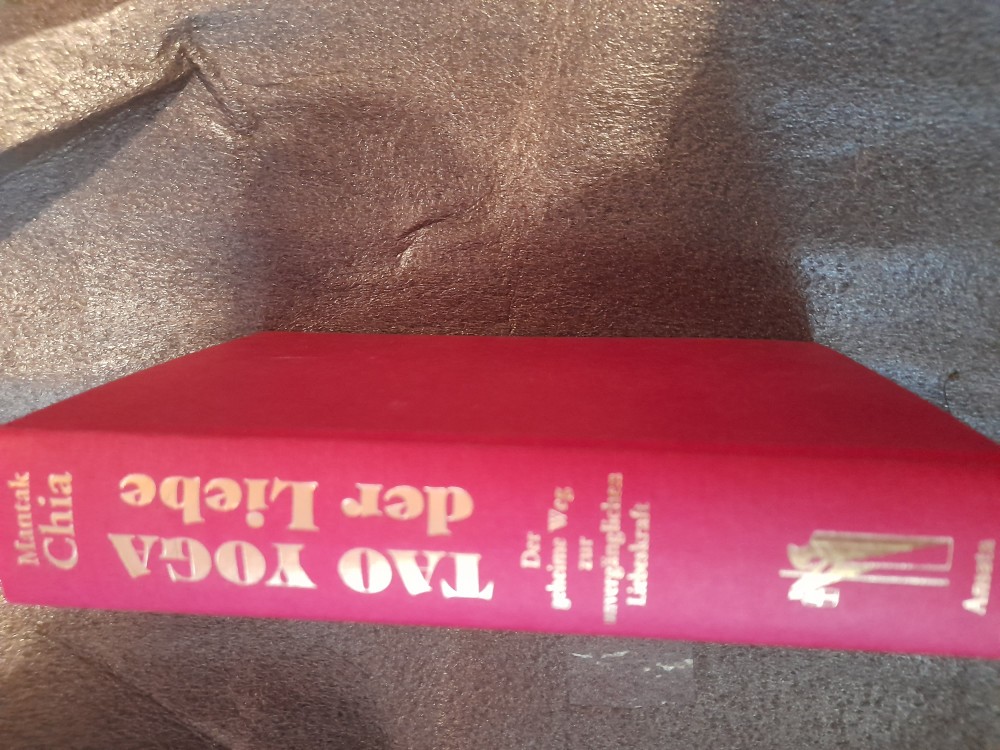 Mantak
Chia
TAO YOGA
der Liebe
Der
geheime Weg
zur
unvergänglichen
Liebeskraft
Ansata